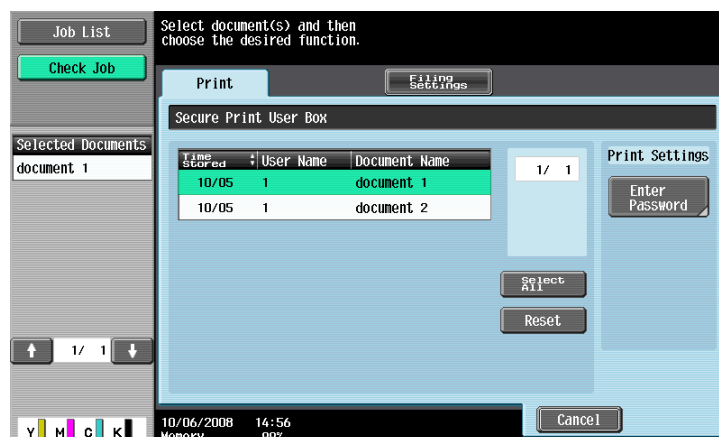 Job List
Check Job
Select document(s) and then
choose the desired function.
Print
Filing
Settings
Secure Print User Box
Selected Documents
document 1
Time
Stored
User Name
Document Name
10/05 1 document 1
10/05 1 document 2
1/ 1
Print Settings
Enter
Password
Select
All
Reset
1/ 1
Cancel
10/06/2008 14:56
Memory 00%
Y M C K